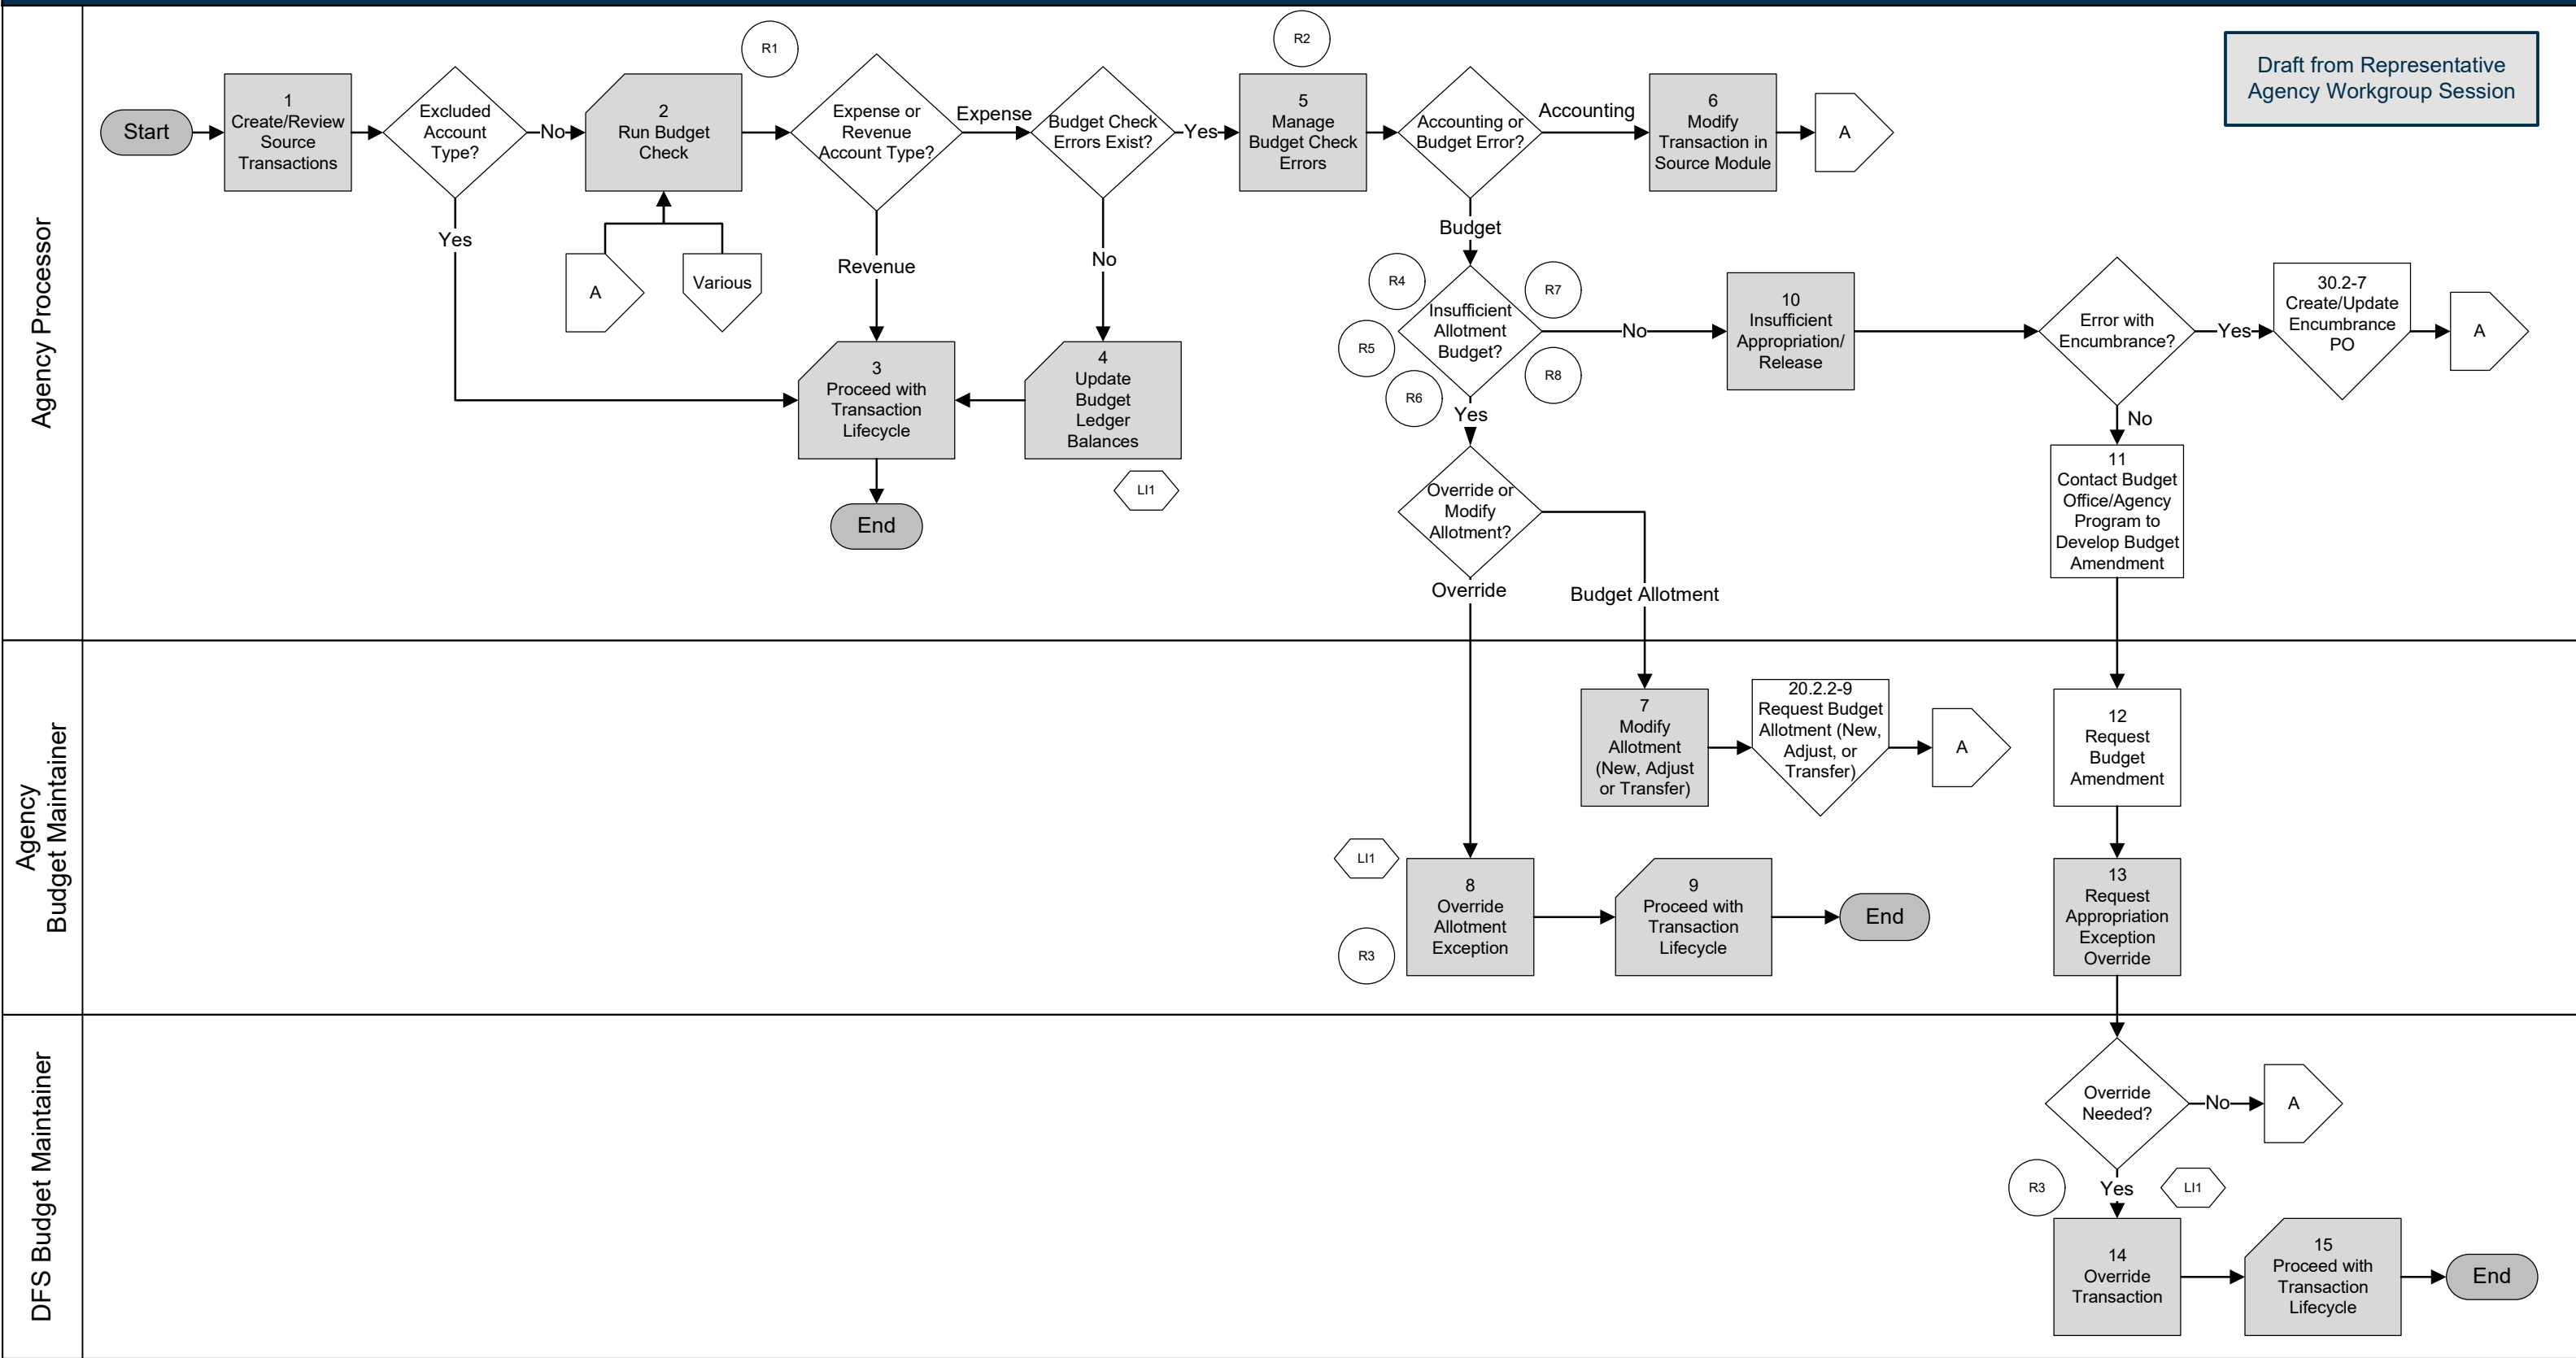 Draft from Representative
Agency Workgroup Session
Agency Processor
Start
1
Create/Review
Source
Transactions
Excluded
Account
Type?
No
Yes
R1
2
Run Budget
Check
A
Various
Expense or
Revenue
Account Type?
Expense
Revenue
Budget Check
Errors Exist?
Yes
No
3
Proceed with
Transaction
Lifecycle
End
4
Update
Budget
Ledger
Balances
LI1
R2
5
Manage
Budget Check
Errors
Accounting or
Budget Error?
Accounting
6
Modify
Transaction in
Source Module
A
Budget
R4
R5
R6
R7
R8
Insufficient
Allotment
Budget?
No
10
Insufficient
Appropriation/
Release
Error with
Encumbrance?
Yes
30.2-7
Create/Update
Encumbrance
PO
A
Yes
Override or
Modify
Allotment?
Override
Budget Allotment
No
11
Contact Budget
Office/Agency
Program to
Develop Budget
Amendment
Agency
Budget Maintainer
7
Modify
Allotment
(New, Adjust
or Transfer)
20.2.2-9
Request Budget
Allotment (New,
Adjust, or
Transfer)
A
12
Request
Budget
Amendment
LI1
R3
8
Override
Allotment
Exception
9
Proceed with
Transaction
Lifecycle
End
13
Request
Appropriation
Exception
Override
DFS Budget Maintainer
Override
Needed?
No
A
R3
Yes
LI1
14
Override
Transaction
15
Proceed with
Transaction
Lifecycle
End